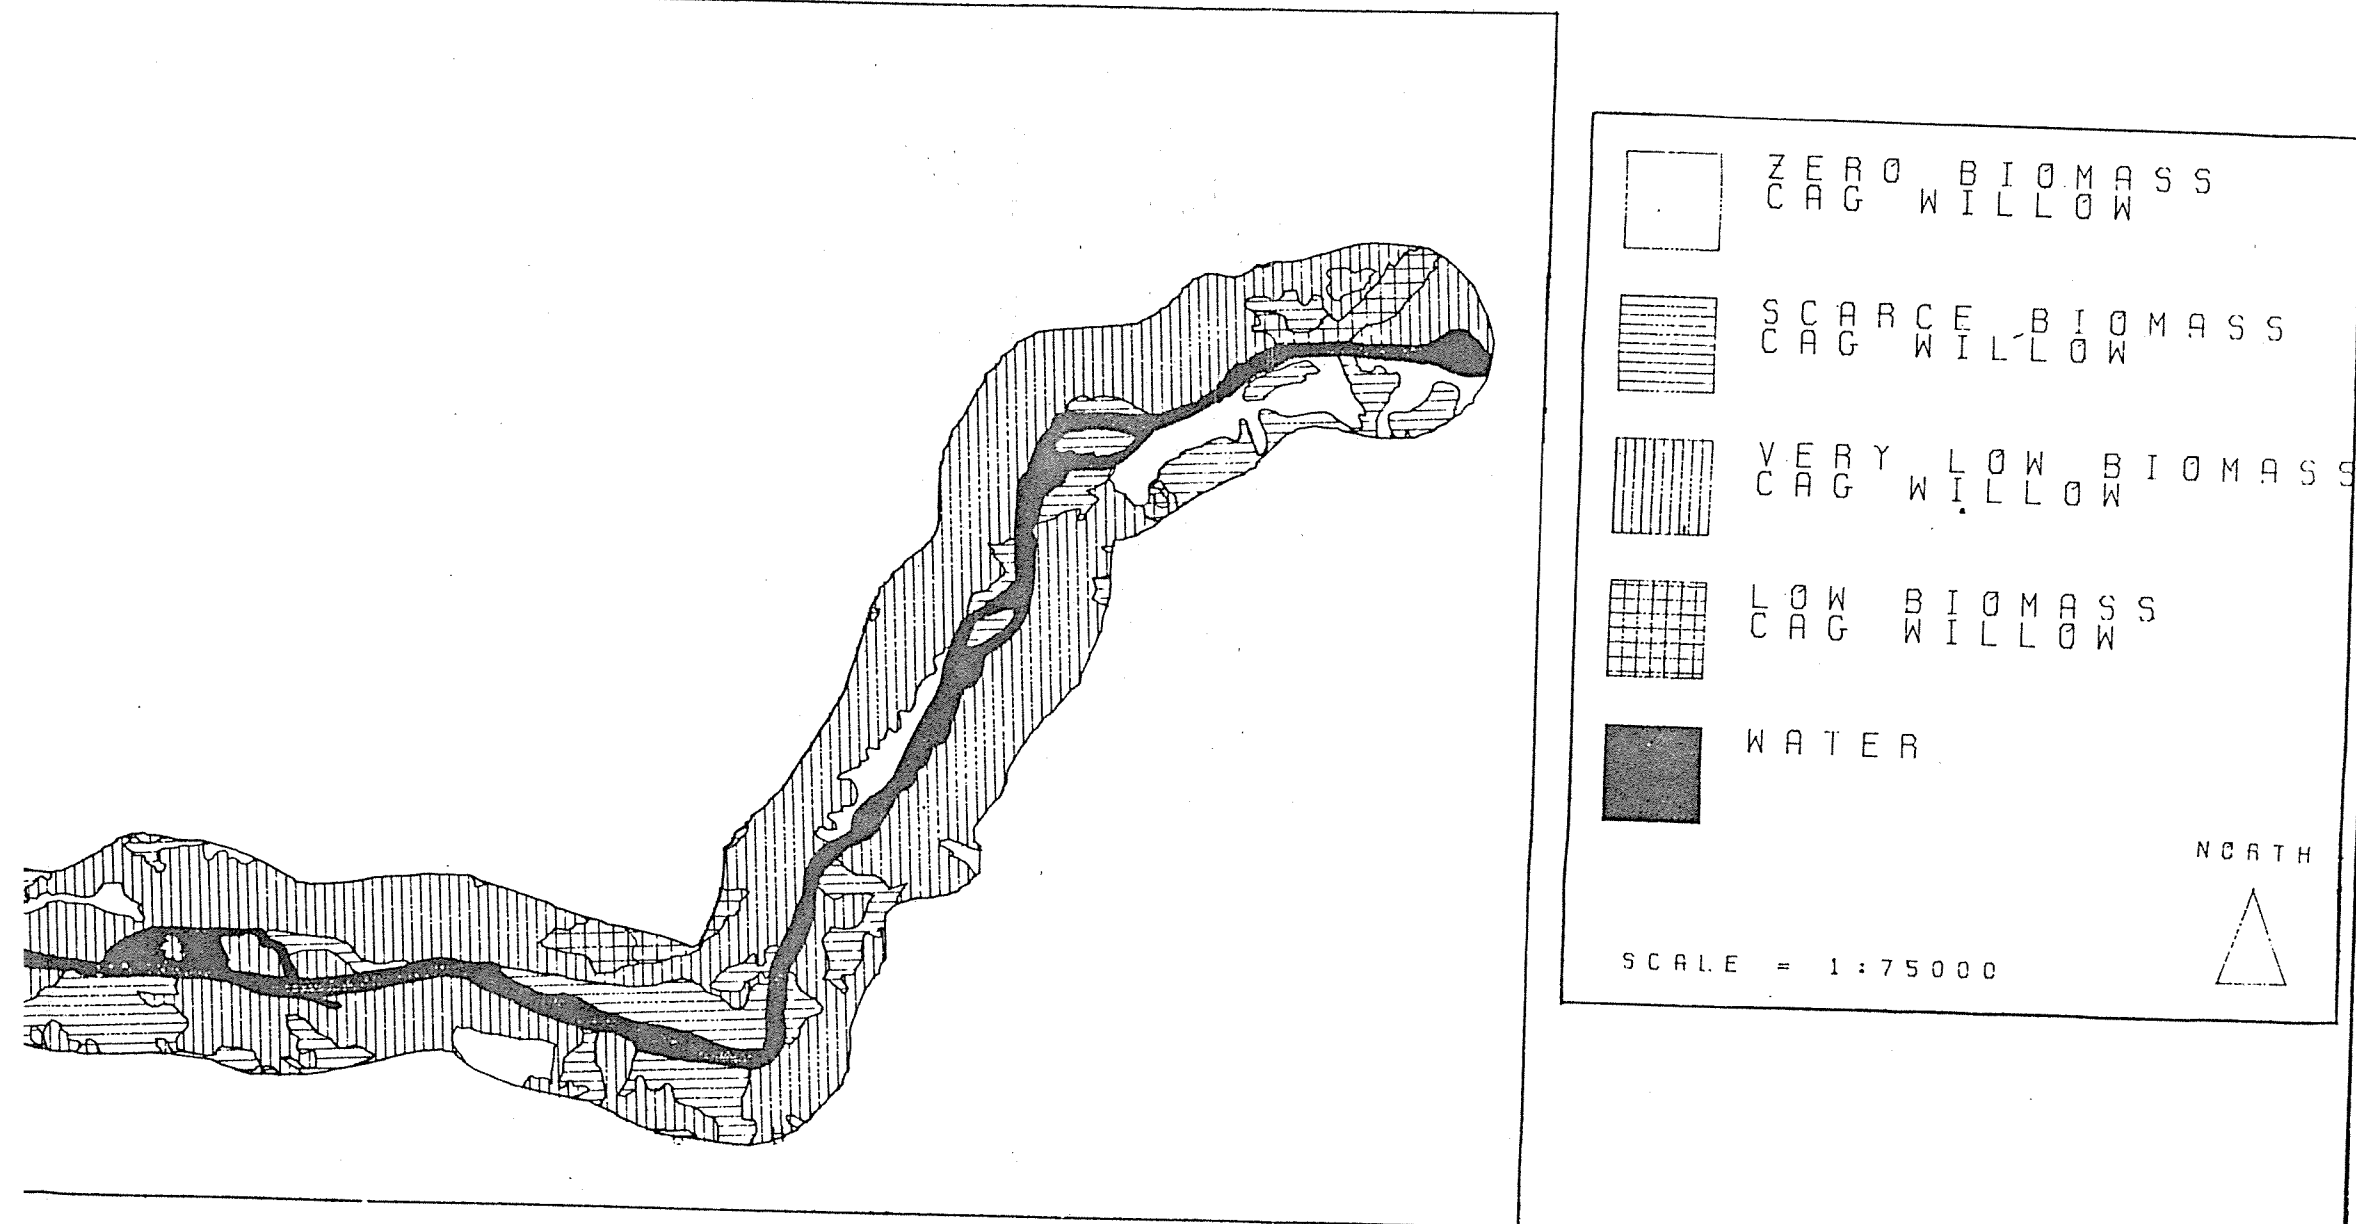 ZERO BIOMASS
CAG WILLOW
SCARCE BIOMASS
CAG WILLOW
VERY LOW BIOMASS
CAG WILLOW
LOW BIOMASS
CAG WILLOW
WATER
NORTH
SCALE = 1:75000